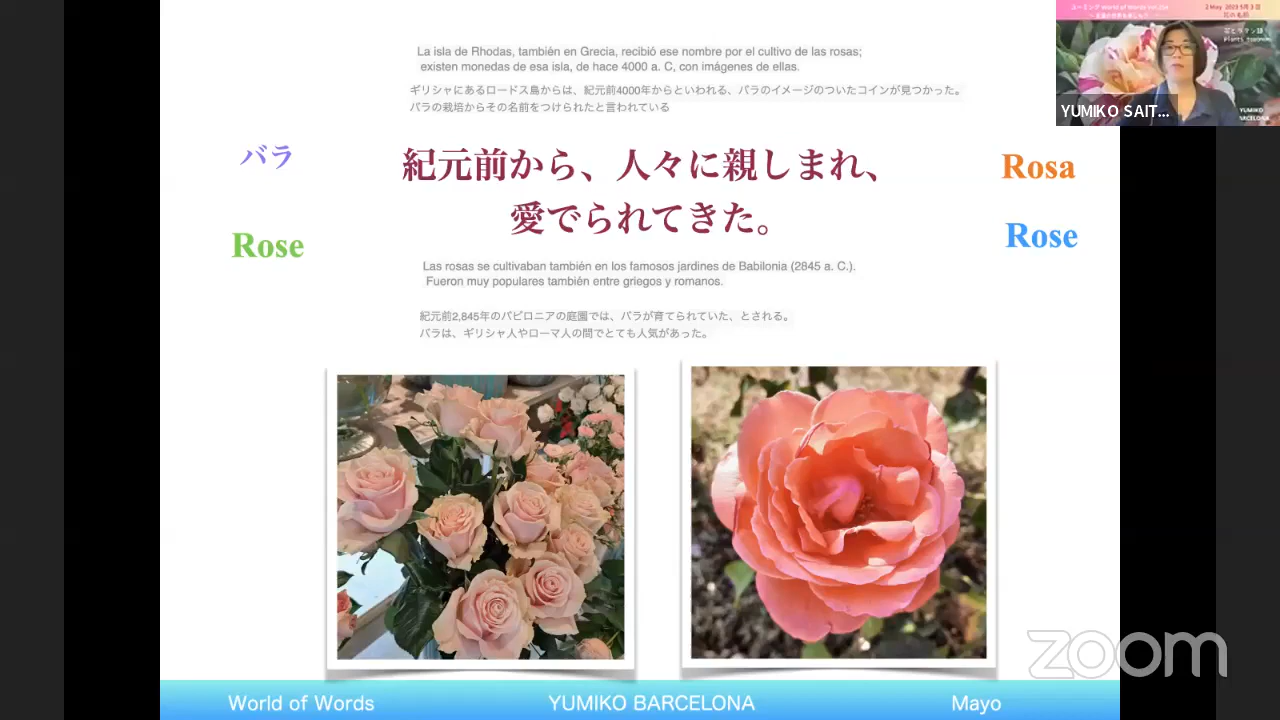 La isla de Rhodas, también en Grecia, recibió ese nombre por el cultivo de las rosas;
existen monedas de esa isla, de hace 4000 a. C, con imágenes de ellas.
ギリシャにあるロードス島からは、紀元前4000年からといわれる、バラのイメージのついたコインが見つかった。
バラの栽培からその名前をつけられたと言われている
バラ
紀元前から、人々に親しまれ、
愛でられてきた。
Rosa
Rose
Rose
Las rosas se cultivaban también en los famosos jardines de Babilonia (2845 a. C.).
Fueron muy populares también entre griegos y romanos.
紀元前2,845年のバビロニアの庭園では、バラが育てられていた、とされる。
バラは、ギリシャ人やローマ人の間でとても人気があった。
World of Words
YUMIKO BARCELONA
Mayo
YUMIKO SAIT...
YUMIKO
zoom